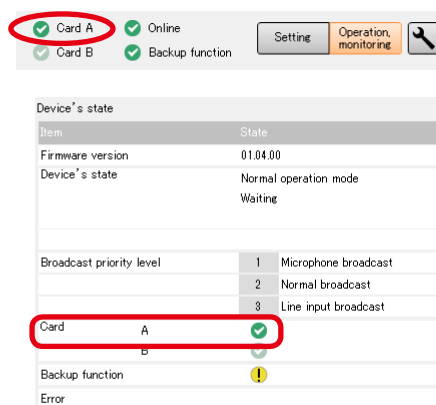 Card A Online
Card B Backup function
Setting
Operation,
monitoring
Device's state
Item State
Firmware version 01.04.00
Device's state Normal operation mode
Waiting
Broadcast priority level 1 Microphone broadcast
2 Normal broadcast
3 Line input broadcast
Card A
B
Backup function
Error